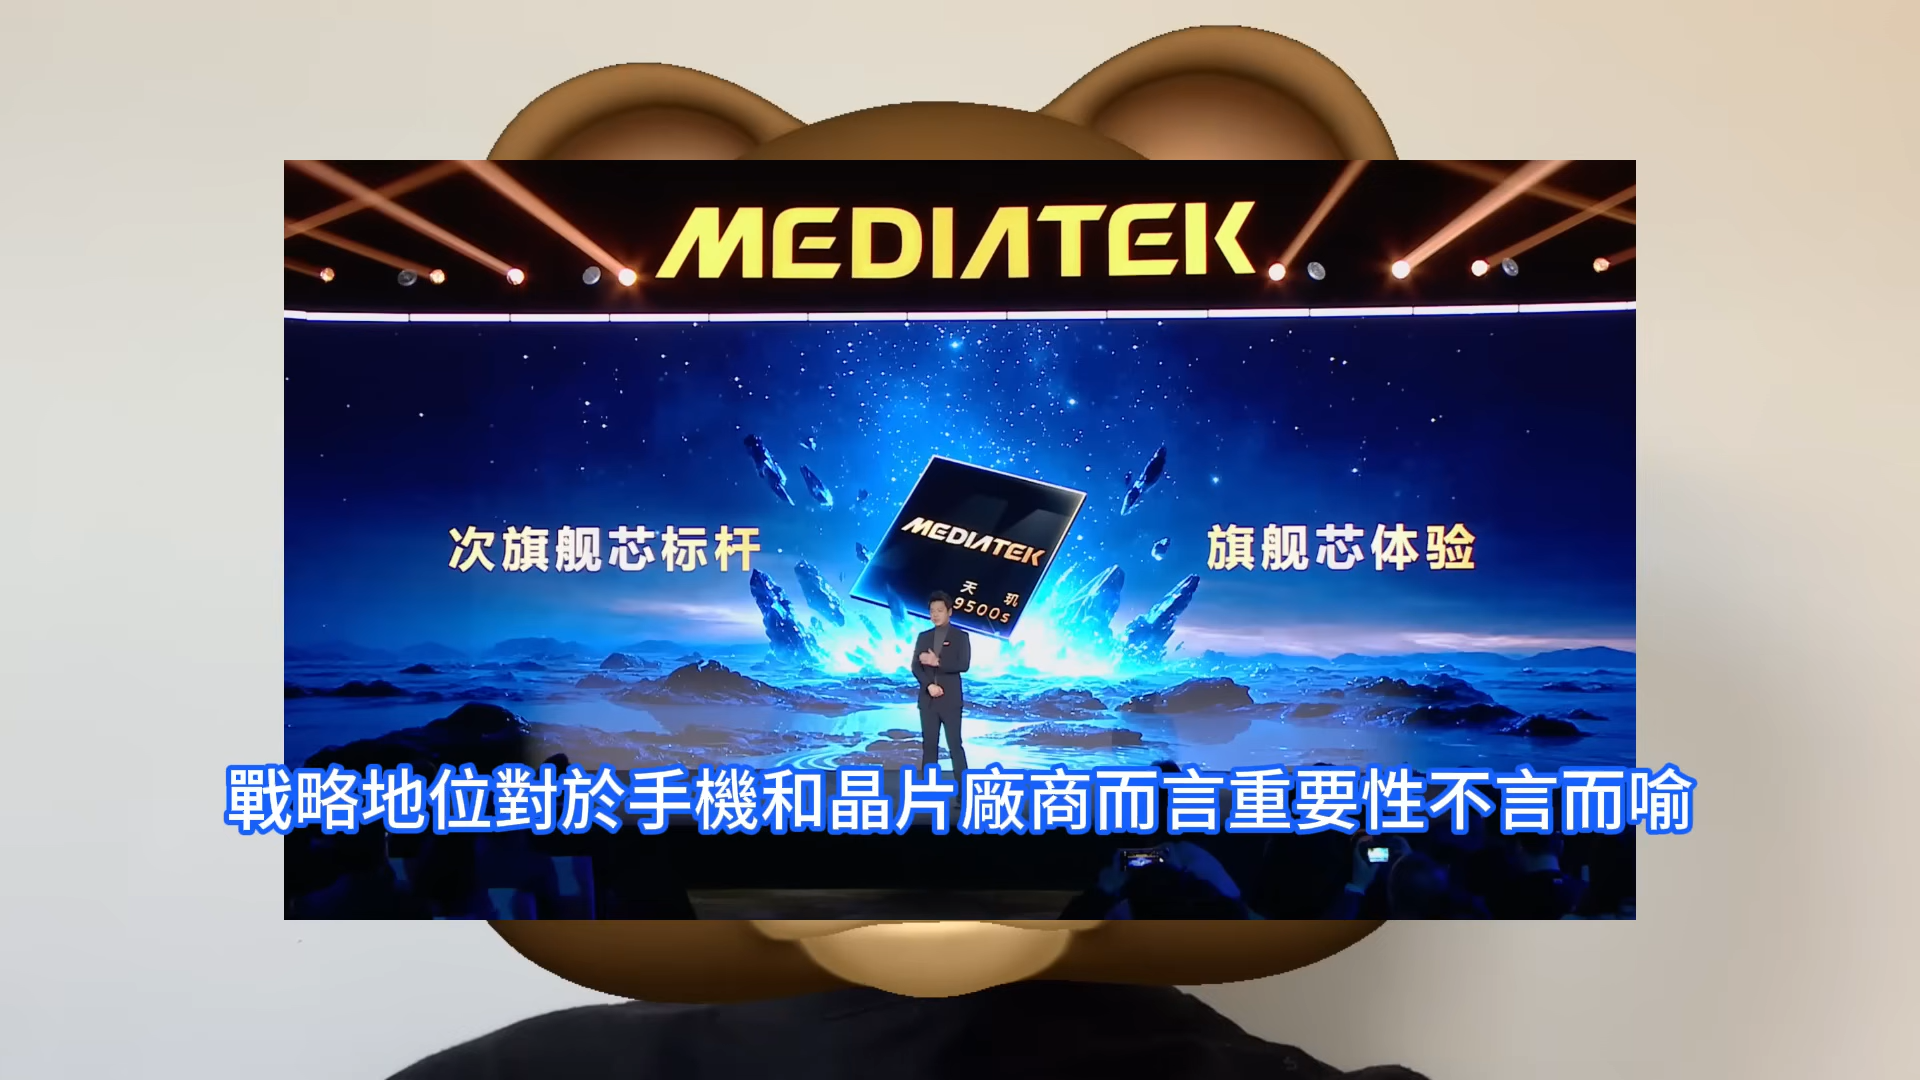 MEDIATEK
次旗舰芯标杆
旗舰芯体验
MEDIATEK
天玑
9500s
戰略地位對於手機和晶片廠商而言重要性不言而喻